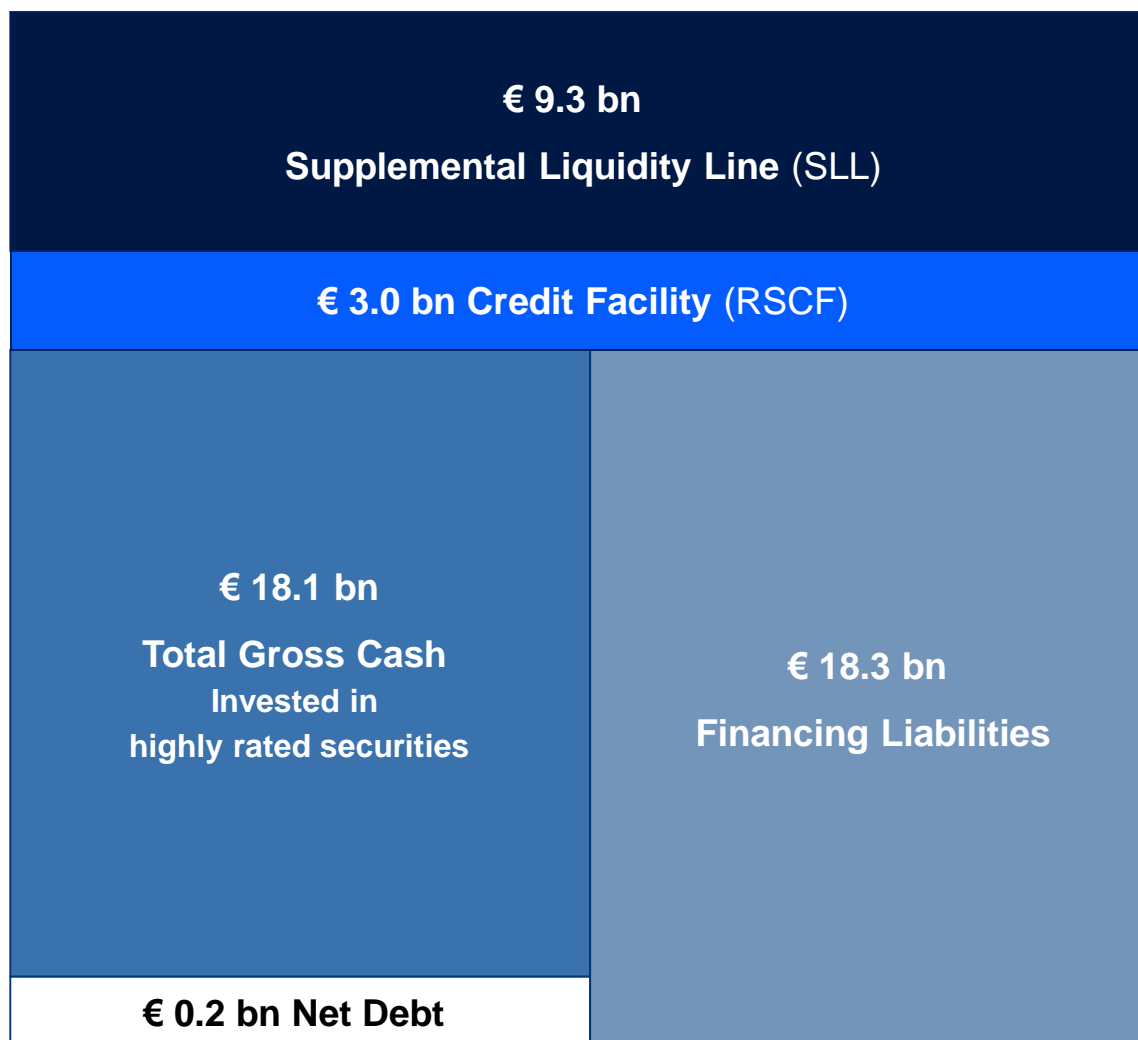 € 9.3 bn
Supplemental Liquidity Line (SLL)
€ 3.0 bn Credit Facility (RSCF)
€ 18.1 bn
Total Gross Cash
Invested in
highly rated securities
€ 0.2 bn Net Debt
€ 18.3 bn
Financing Liabilities